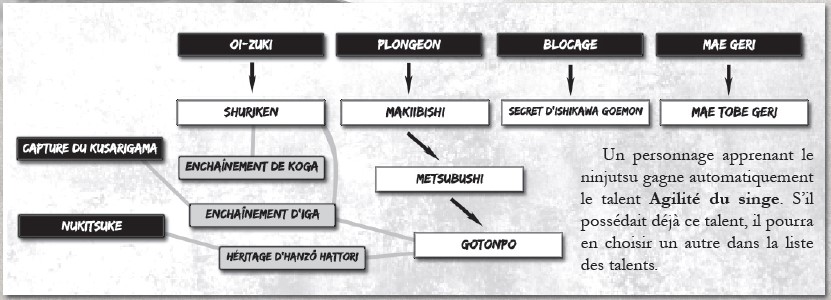 OI-ZUKI
PLONGEON
BLOCAGE
MAE GERI
SHURIKEN
MAKIIBISHI
SECRET D'ISHIKAWA GOEMON
MAE TOBE GERI
CAPTURE DU KUSARIGAMA
ENCHAÎNEMENT DE KOGA
METSUBUSHI
ENCHAÎNEMENT D'IGA
NUKITSUKE
GOTONPO
HÉRITAGE D'HANZÔ HATTORI
Un personnage apprenant le
ninjutsu gagne automatiquement
le talent Agilité du singe. S'il
possédait déjà ce talent, il pourra
en choisir un autre dans la liste
des talents.